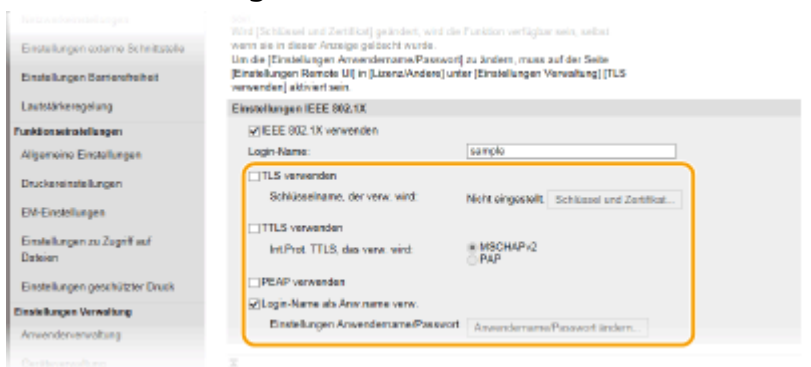 Einstellungen externe Schnittstelle
Einstellungen Barrierefreiheit
Lautstärkeregelung
Funktionseinstellungen
Allgemeine Einstellungen
Druckereinstellungen
EM-Einstellungen
Einstellungen zu Zugriff auf
Dateien
Einstellungen geschützter Druck
Einstellungen Verwaltung
Anwenderverwaltung
Wird [Schlüssel und Zertifikat] geändert, wird die Funktion verfügbar sein, selbst
wenn sie in dieser Anzeige gelöscht wurde.
Um die [Einstellungen Anwendername/Passwort] zu ändern, muss auf der Seite
[Einstellungen Remote UI] in [Lizenz/Andere] unter [Einstellungen Verwaltung] [TLS
verwenden] aktiviert sein.
Einstellungen IEEE 802.1X
IEEE 802.1X verwenden
Login-Name: sample
TLS verwenden
Schlüsselname, der verw. wird: Nicht eingestellt. Schlüssel und Zertifikat...
TTLS verwenden
Int.Prot. TTLS, das verw. wird: MSCHAPv2
PAP
PEAP verwenden
Login-Name als Anw.name verw.
Einstellungen Anwendername/Passwort Anwendername/Passwort ändern...